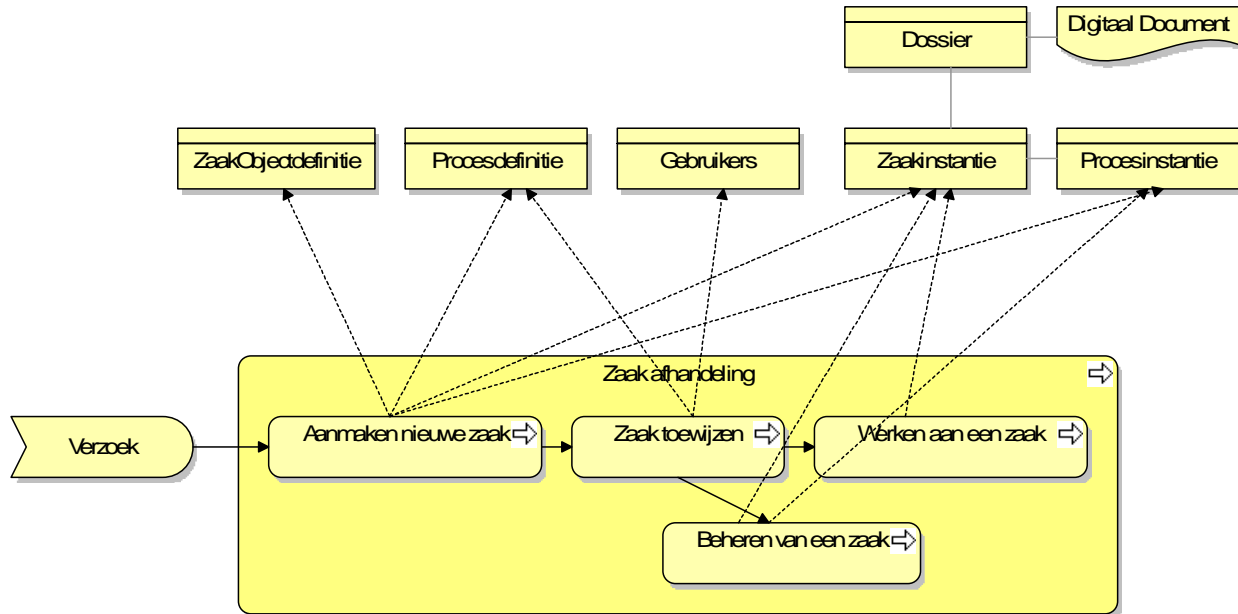 Digitaal Document
Dossier
ZaakObjectdefinitie
Procesdefinitie
Gebruikers
Zaakinstantie
Procesinstantie
Zaak afhandeling
Verzoek
Aanmaken nieuwe zaak
Zaak toewijzen
Werken aan een zaak
Beheren van een zaak